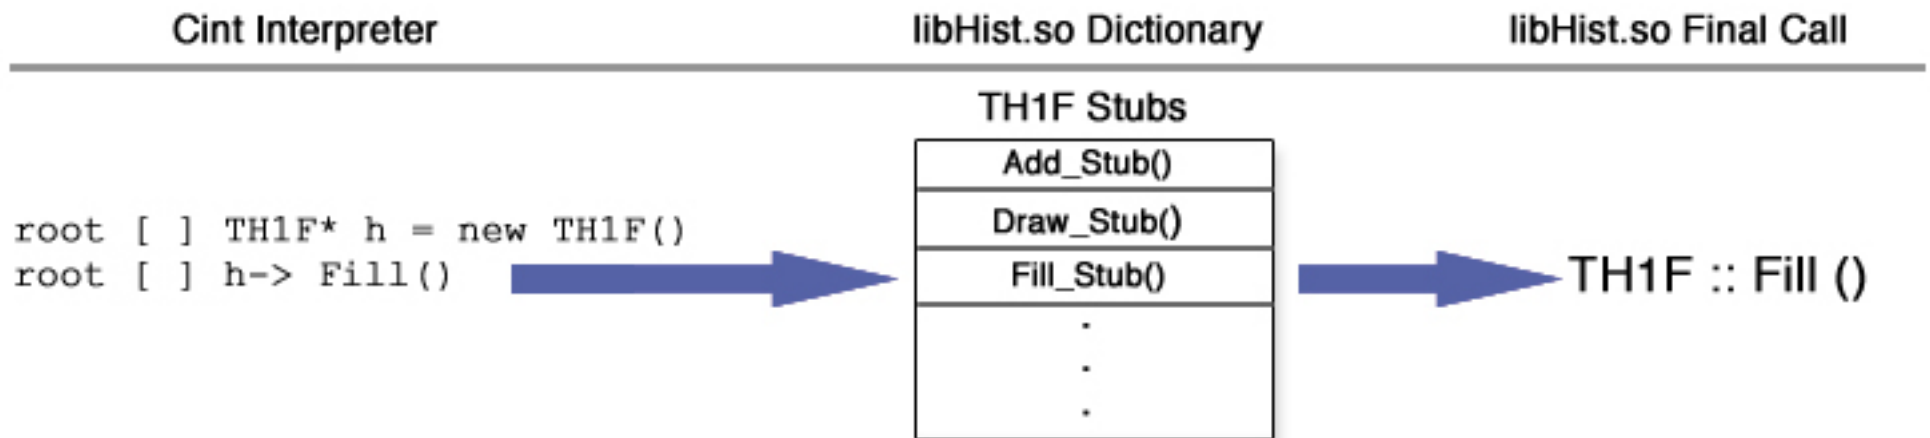 Cint Interpreter
libHist.so Dictionary
libHist.so Final Call
TH1F Stubs
Add_Stub()
Draw_Stub()
Fill_Stub()
.
.
.
root [ ] TH1F* h = new TH1F()
root [ ] h-> Fill()
TH1F :: Fill ()